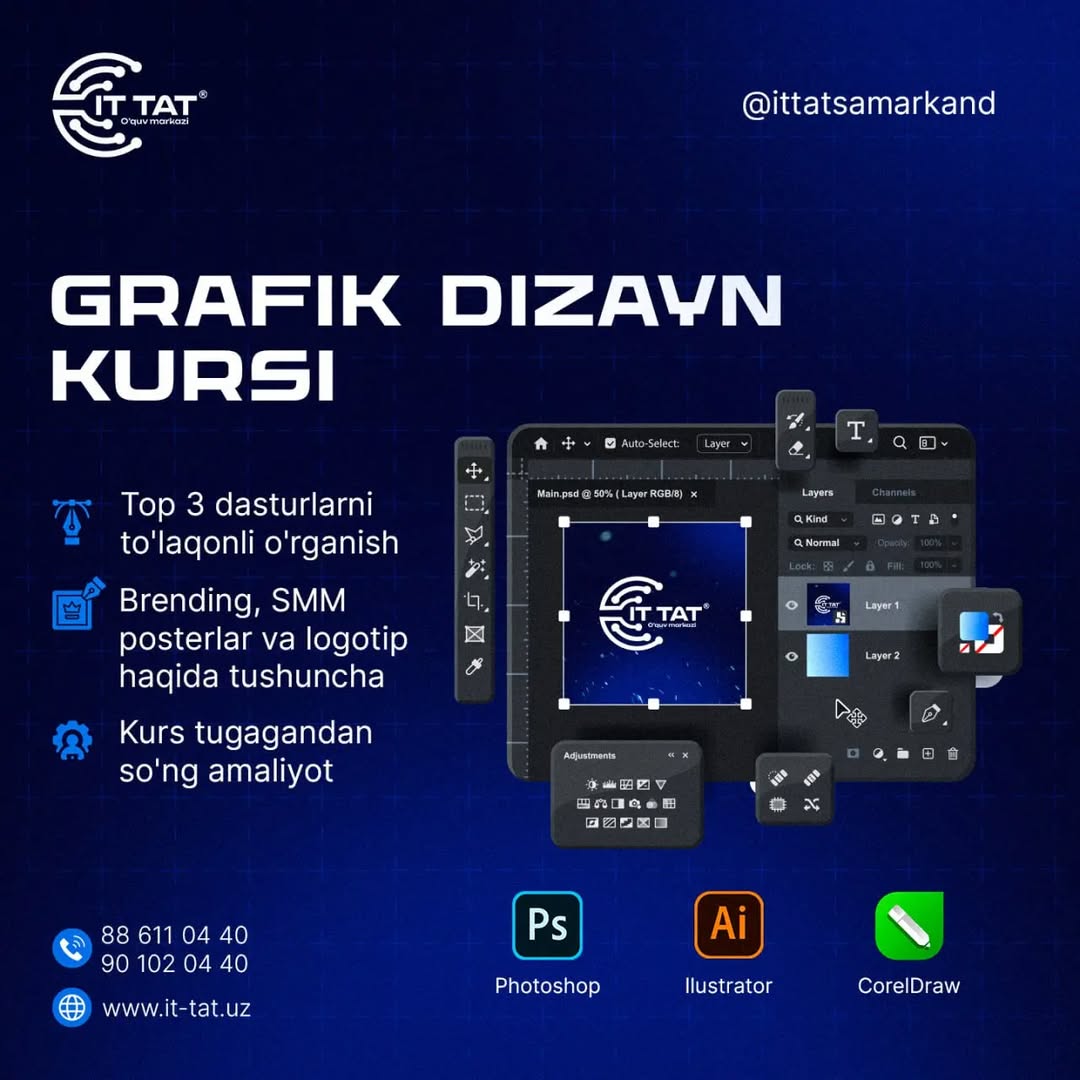 IT TAT®
O'quv markazi
@ittatsamarkand
GRAFIK DIZAYN
KURSI
Top 3 dasturlarni
to'laqonli o'rganish
Brending, SMM
posterlar va logotip
haqida tushuncha
Kurs tugagandan
so'ng amaliyot
Auto-Select: Layer
T
Main.psd @ 50% ( Layer RGB/8) ×
IT TAT®
O'quv markazi
Layers Channels
Kind
T
Normal Opacity: 100%
Lock: Fill: 100%
IT TAT
Layer 1
Layer 2
Adjustments « ×
88 611 04 40
90 102 04 40
www.it-tat.uz
Ps
Photoshop
Ai
Ilustrator
CorelDraw